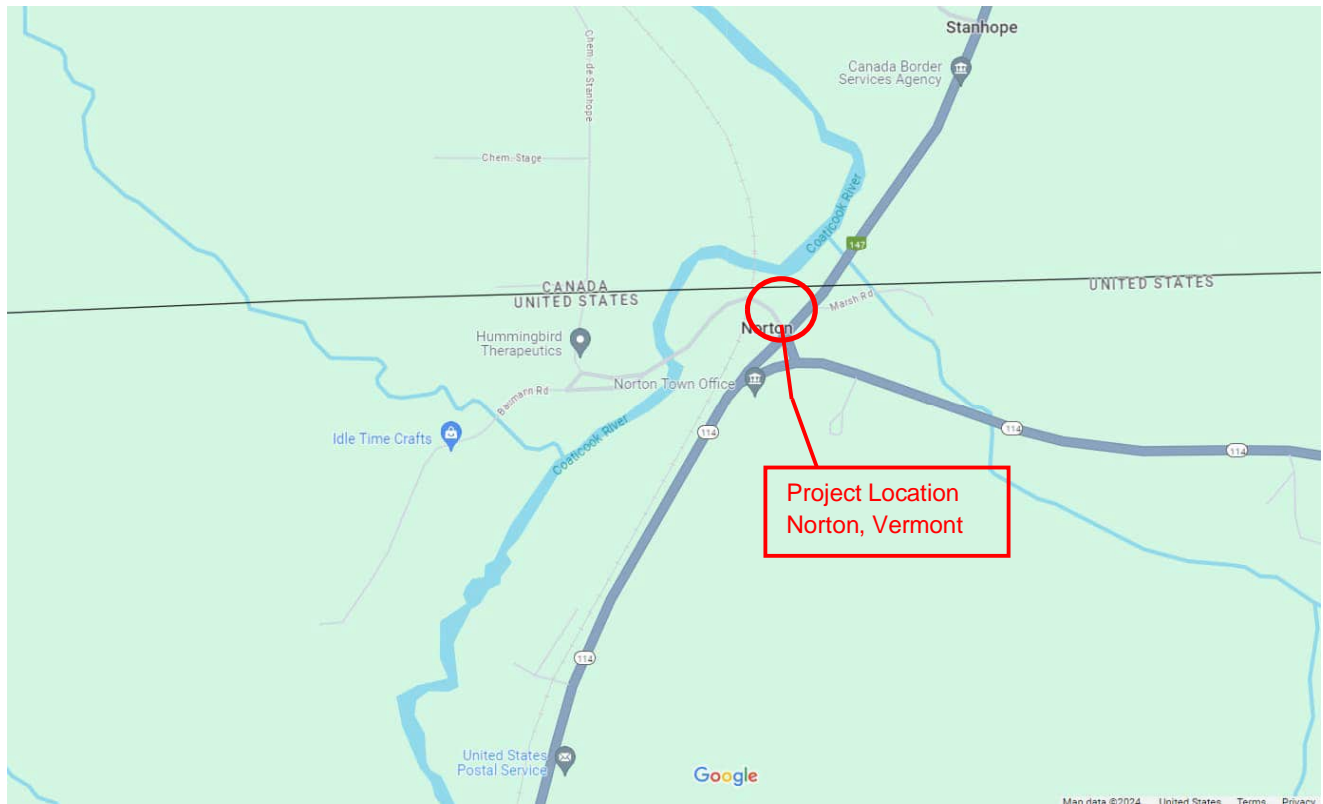 Stanhope
Canada Border
Services Agency
Chem. de Stanhope
Chem. Stage
Coaticook River
147
CANADA
UNITED STATES
UNITED STATES
Marsh Rd
Norton
Hummingbird
Therapeutics
Norton Town Office
Baumann Rd
Idle Time Crafts
114
114
114
Coaticook River
Project Location
Norton, Vermont
114
United States
Postal Service
Google
Map data ©2024 United States Terms Privacy